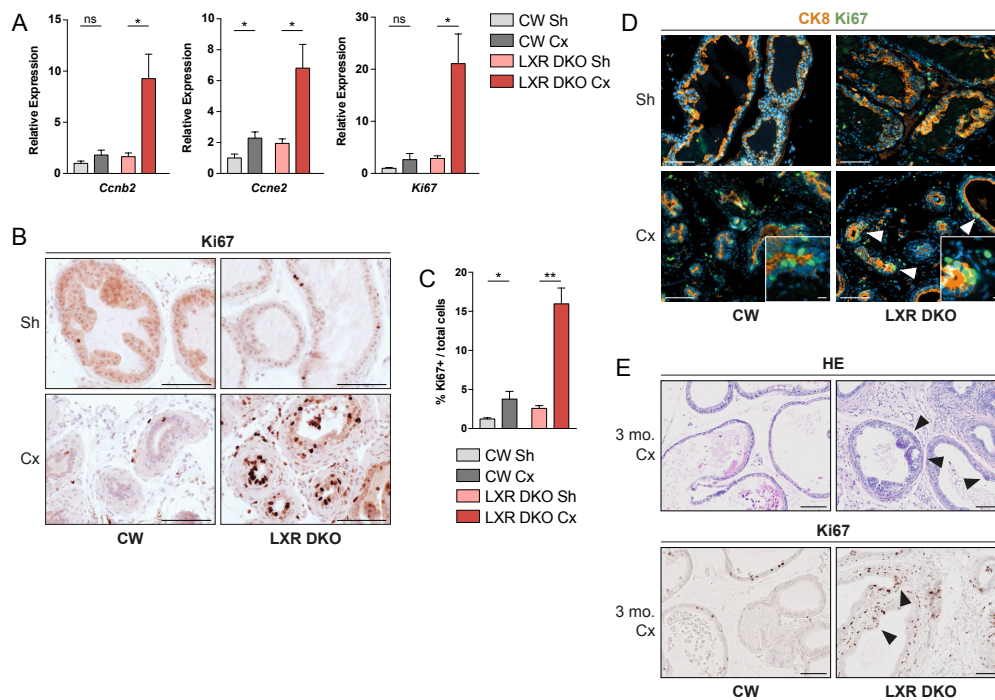 A
Relative Expression
15
10
5
0
ns
*
Ccnb2
Relative Expression
8
6
4
2
0
*
*
Ccne2
Relative Expression
30
20
10
0
ns
*
Ki67
CW Sh
CW Cx
LXR DKO Sh
LXR DKO Cx
B
Ki67
Sh
Cx
CW
LXR DKO
C
% Ki67+ / total cells
20
15
10
5
0
*
**
CW Sh
CW Cx
LXR DKO Sh
LXR DKO Cx
D
CK8 Ki67
Sh
Cx
CW
LXR DKO
E
HE
3 mo.
Cx
Ki67
3 mo.
Cx
CW
LXR DKO